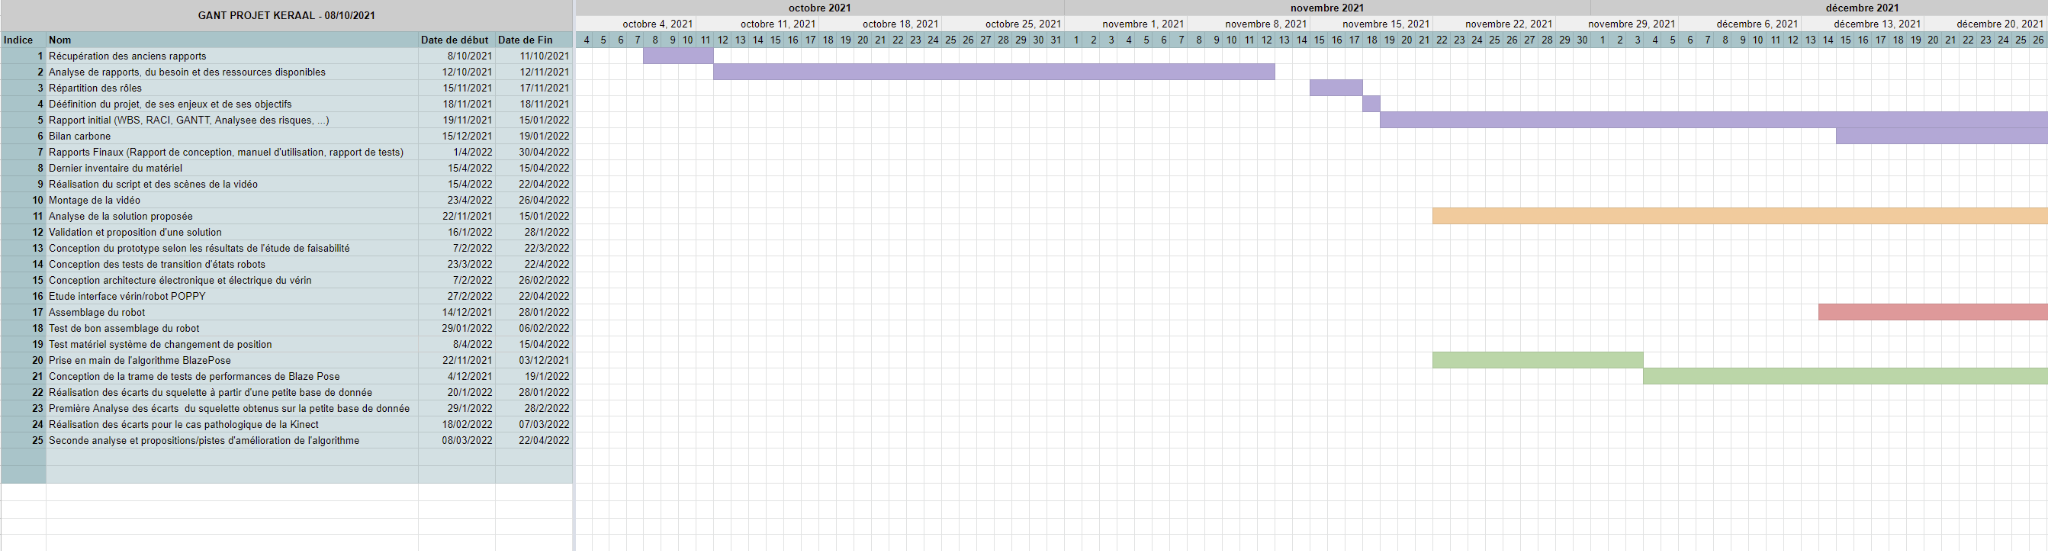 GANT PROJET KERAAL - 08/10/2021
octobre 2021 novembre 2021 décembre 2021
octobre 4, 2021 octobre 11, 2021 octobre 18, 2021 octobre 25, 2021 novembre 1, 2021 novembre 8, 2021 novembre 15, 2021 novembre 22, 2021 novembre 29, 2021 décembre 6, 2021 décembre 13, 2021 décembre 20, 2021
Indice Nom Date de début Date de Fin 4 5 6 7 8 9 10 11 12 13 14 15 16 17 18 19 20 21 22 23 24 25 26 27 28 29 30 31 1 2 3 4 5 6 7 8 9 10 11 12 13 14 15 16 17 18 19 20 21 22 23 24 25 26 27 28 29 30 1 2 3 4 5 6 7 8 9 10 11 12 13 14 15 16 17 18 19 20 21 22 23 24 25 26
1 Récupération des anciens rapports 8/10/2021 11/10/2021
2 Analyse de rapports, du besoin et des ressources disponibles 12/10/2021 12/11/2021
3 Répartition des rôles 15/11/2021 17/11/2021
4 Dééfinition du projet, de ses enjeux et de ses objectifs 18/11/2021 18/11/2021
5 Rapport initial (WBS, RACI, GANTT, Analysee des risques, ...) 19/11/2021 15/01/2022
6 Bilan carbone 15/12/2021 19/01/2022
7 Rapports Finaux (Rapport de conception, manuel d'utilisation, rapport de tests) 1/4/2022 30/04/2022
8 Dernier inventaire du matériel 15/4/2022 15/04/2022
9 Réalisation du script et des scènes de la vidéo 15/4/2022 22/04/2022
10 Montage de la vidéo 23/4/2022 26/04/2022
11 Analyse de la solution proposée 22/11/2021 15/01/2022
12 Validation et proposition d'une solution 16/1/2022 28/1/2022
13 Conception du prototype selon les résultats de l'étude de faisabilité 7/2/2022 22/3/2022
14 Conception des tests de transition d'états robots 23/3/2022 22/4/2022
15 Conception architecture électronique et électrique du vérin 7/2/2022 26/02/2022
16 Etude interface vérin/robot POPPY 27/2/2022 22/04/2022
17 Assemblage du robot 14/12/2021 28/01/2022
18 Test de bon assemblage du robot 29/01/2022 06/02/2022
19 Test matériel système de changement de position 8/4/2022 15/04/2022
20 Prise en main de l'algorithme BlazePose 22/11/2021 03/12/2021
21 Conception de la trame de tests de performances de Blaze Pose 4/12/2021 19/1/2022
22 Réalisation des écarts du squelette à partir d'une petite base de donnée 20/1/2022 28/01/2022
23 Première Analyse des écarts du squelette obtenus sur la petite base de donnée 29/1/2022 28/2/2022
24 Réalisation des écarts pour le cas pathologique de la Kinect 18/02/2022 07/03/2022
25 Seconde analyse et propositions/pistes d'amélioration de l'algorithme 08/03/2022 22/04/2022